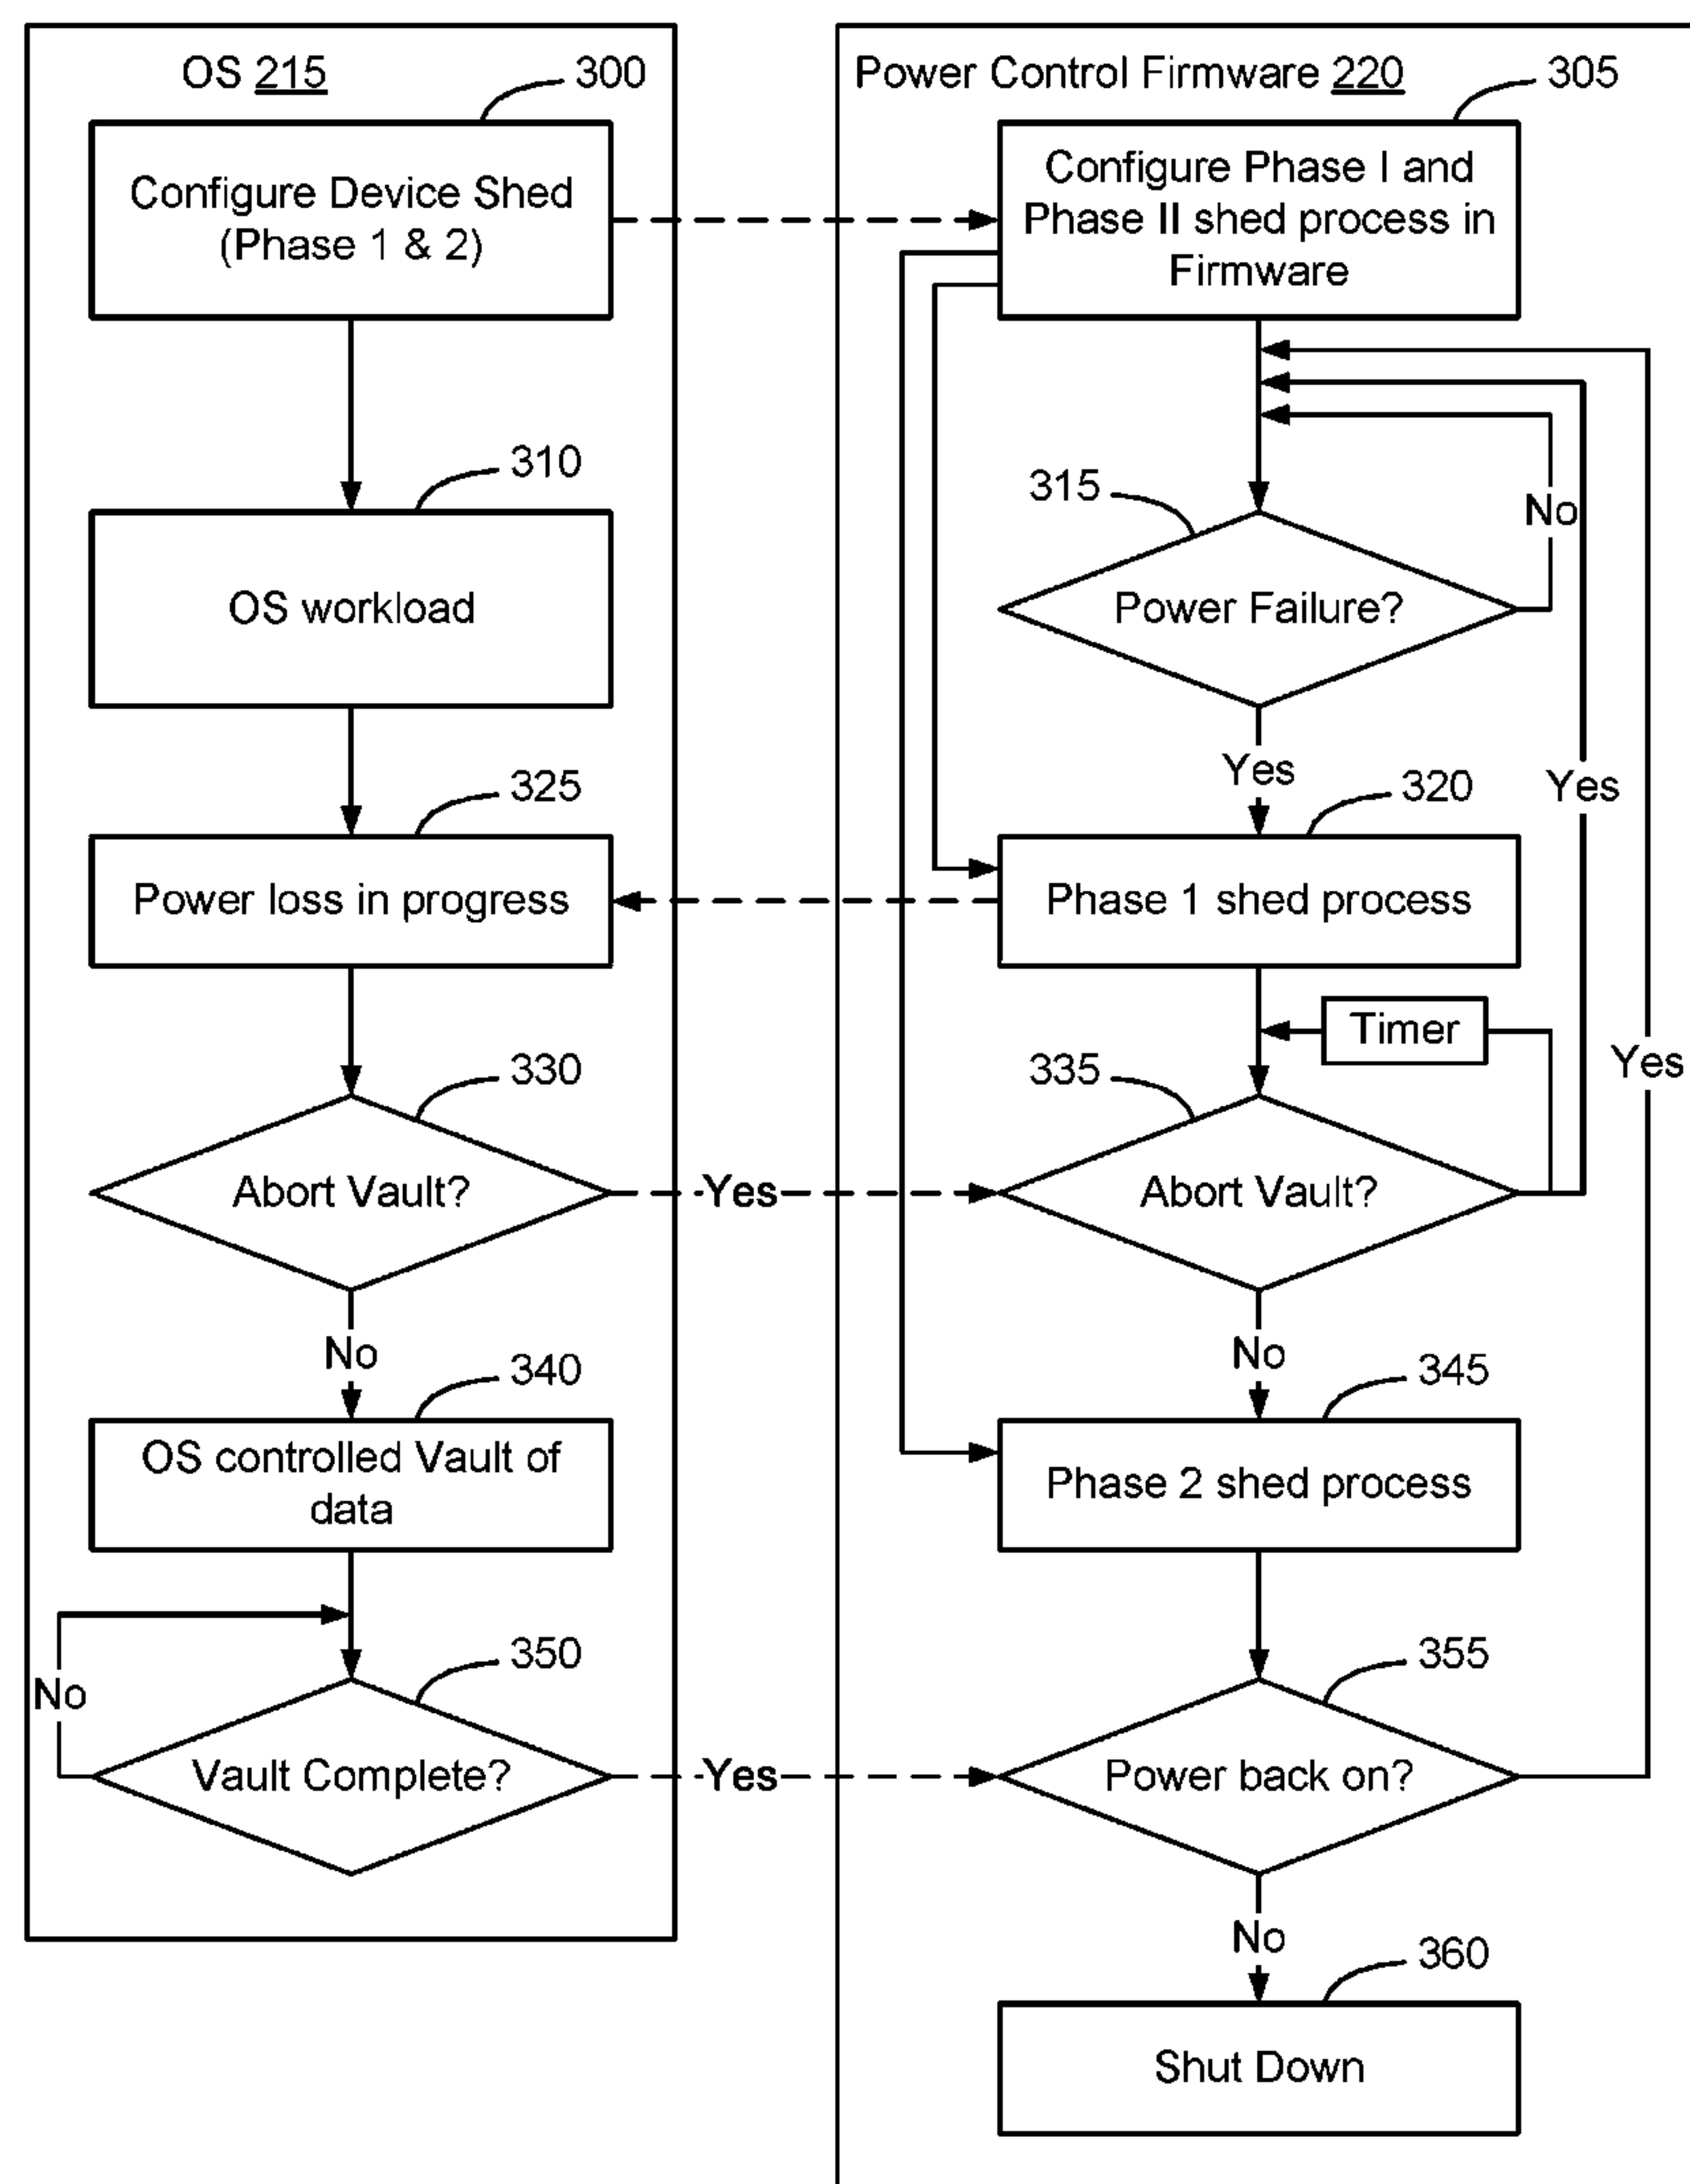 OS 215
300
Configure Device Shed
(Phase 1 & 2)
310
OS workload
325
Power loss in progress
330
Abort Vault?
Yes
No
340
OS controlled Vault of
data
350
No
Vault Complete?
Yes
Power Control Firmware 220
305
Configure Phase I and
Phase II shed process in
Firmware
315
No
Power Failure?
Yes
320
Yes
Phase 1 shed process
Timer
Yes
335
Abort Vault?
No
345
Phase 2 shed process
355
Power back on?
No
360
Shut Down